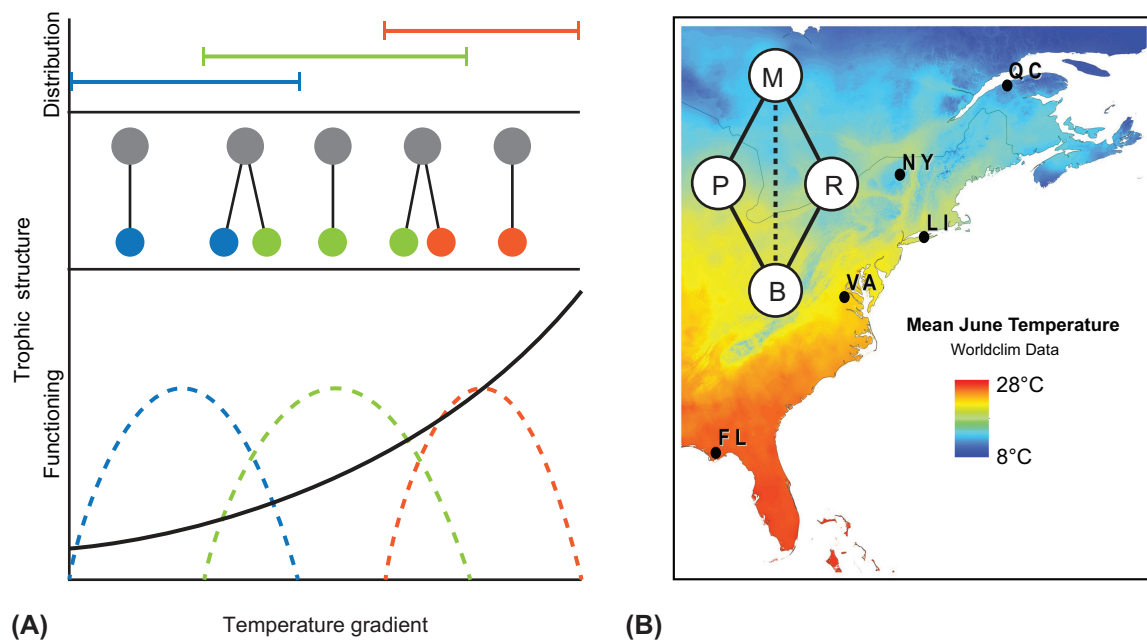 Distribution
Trophic structure
Functioning
Temperature gradient
(A)
M
P
R
B
QC
NY
LI
VA
FL
Mean June Temperature
Worldclim Data
28°C
8°C
(B)